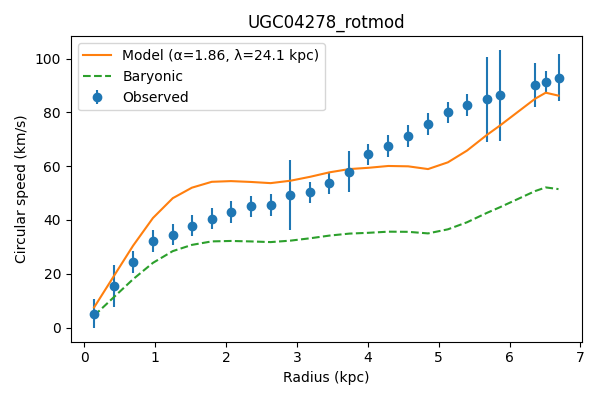 UGC04278_rotmod
Model (α=1.86, λ=24.1 kpc)
Baryonic
Observed
Circular speed (km/s)
100
80
60
40
20
0
0 1 2 3 4 5 6 7
Radius (kpc)